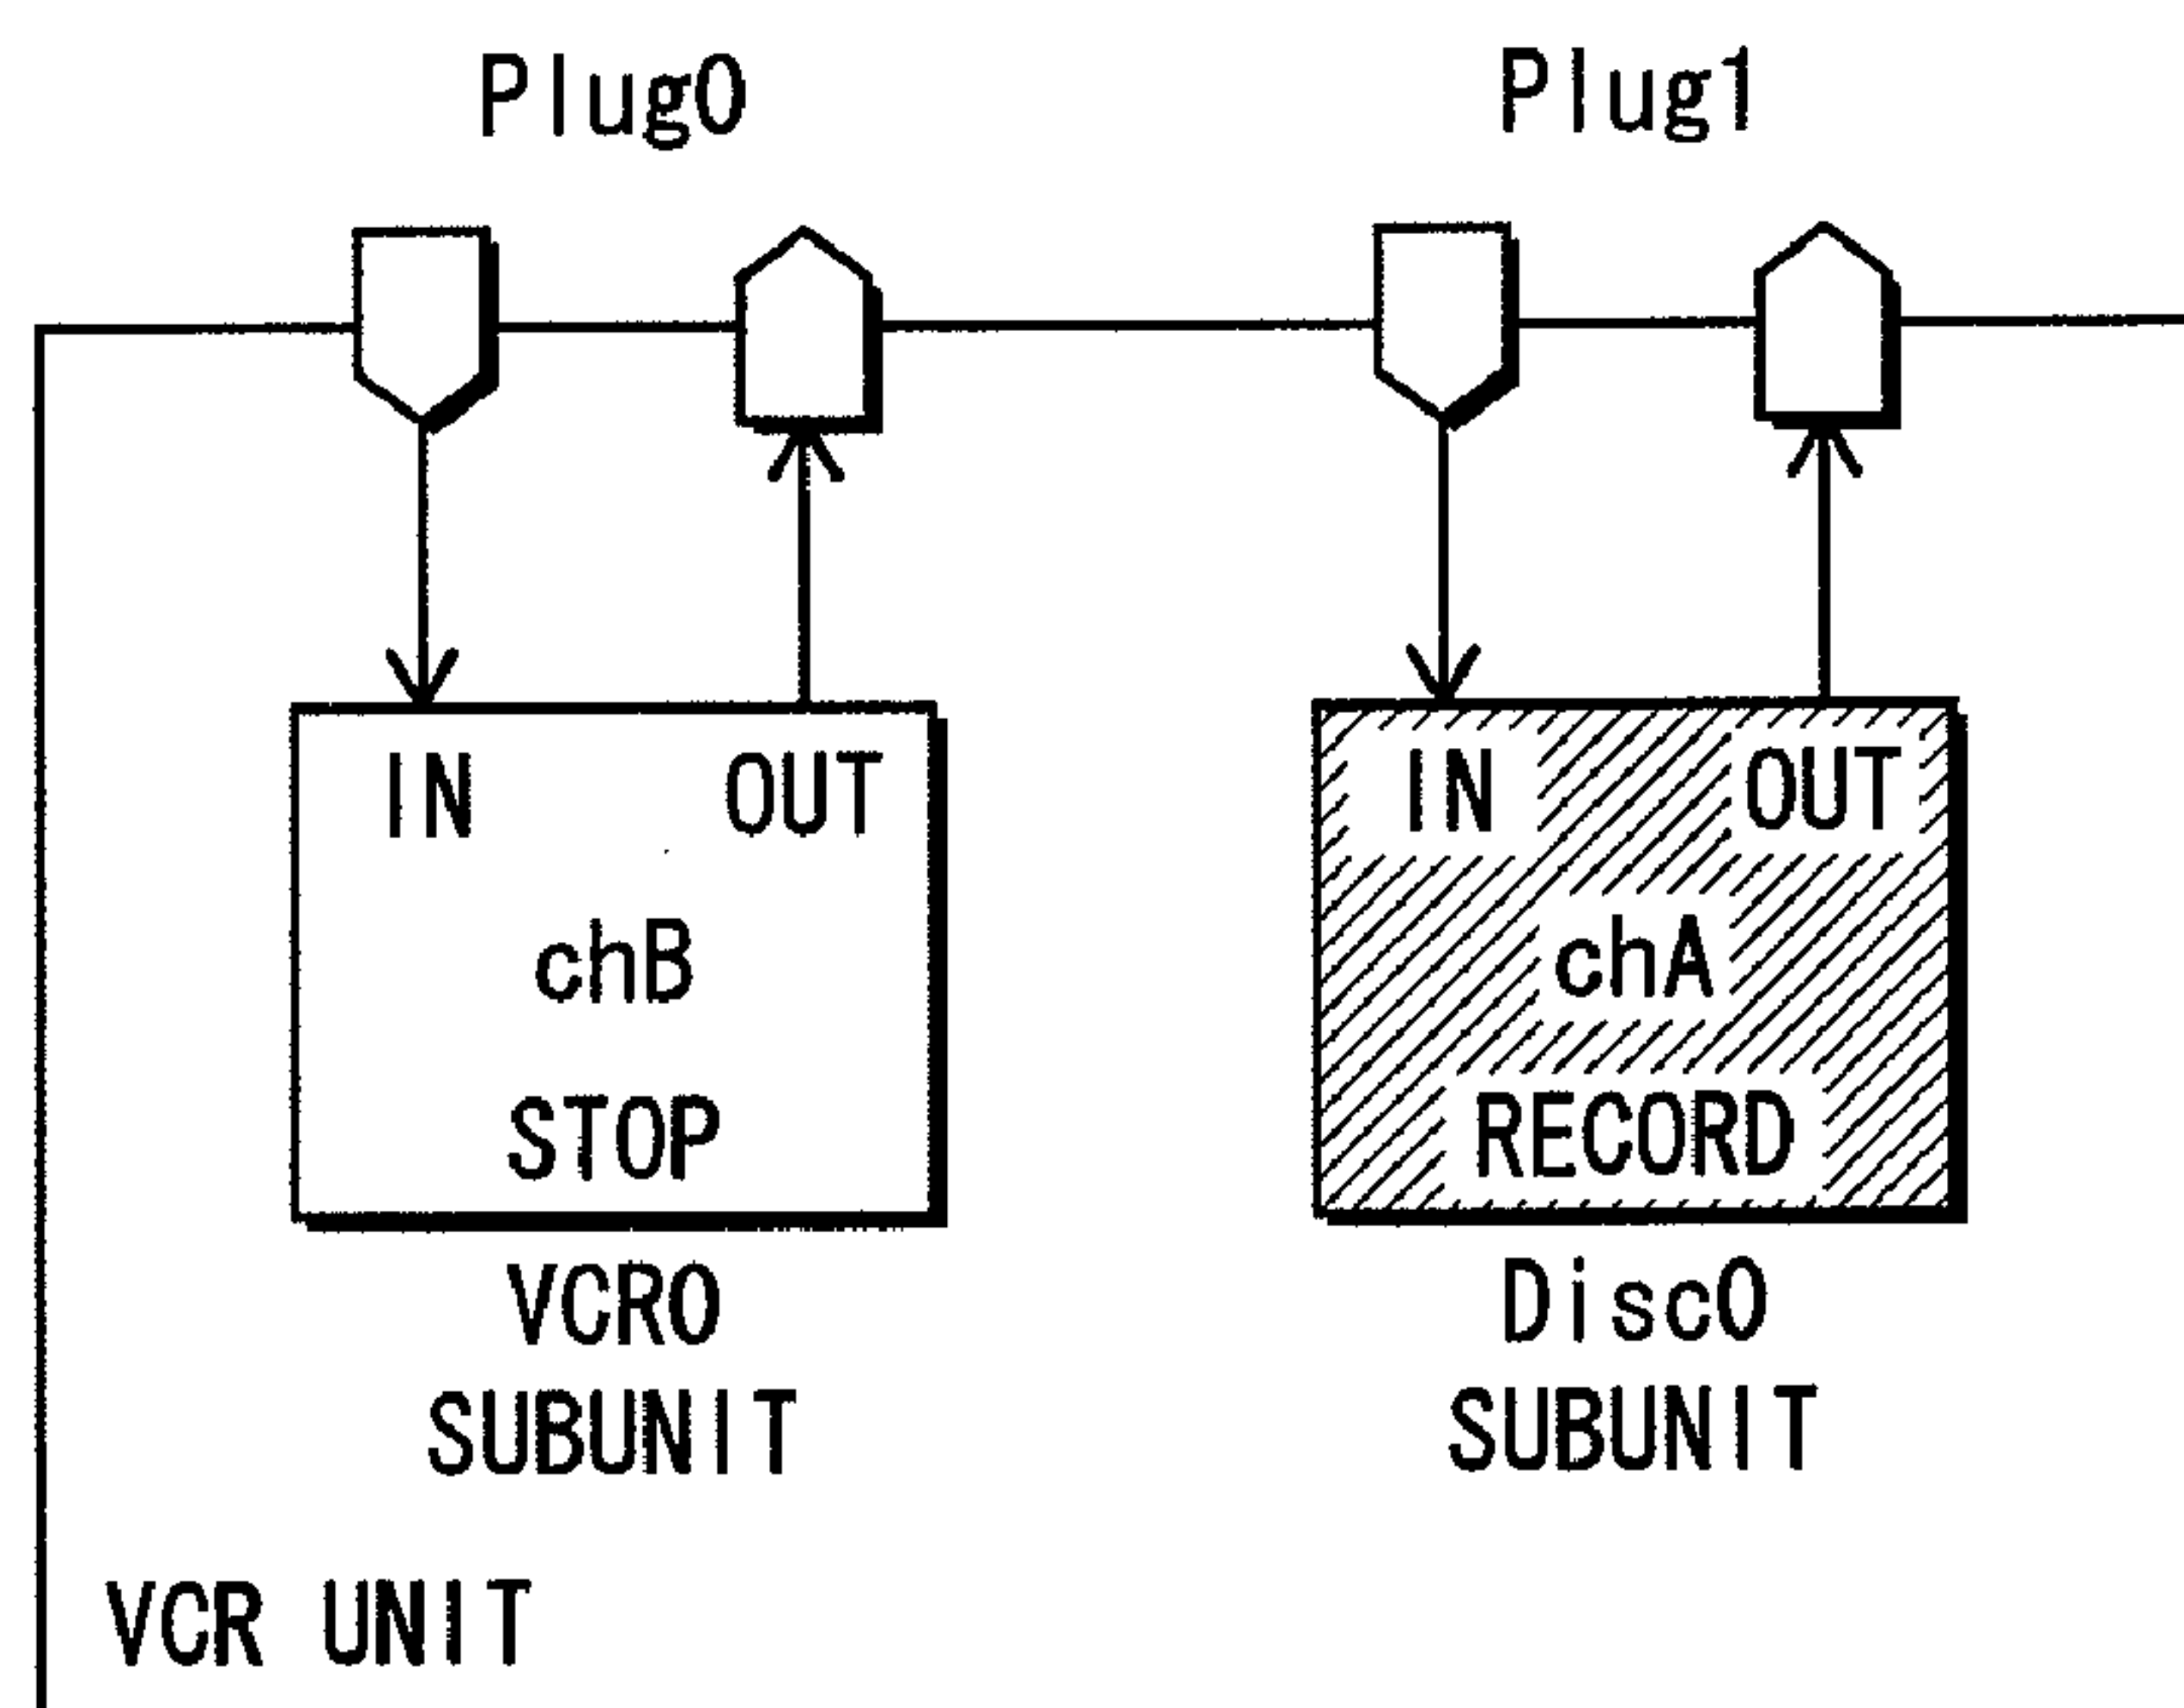 Plug0 Plug1
IN OUT IN OUT
chB chA
STOP RECORD
VCR0 Disc0
SUBUNIT SUBUNIT
VCR UNIT